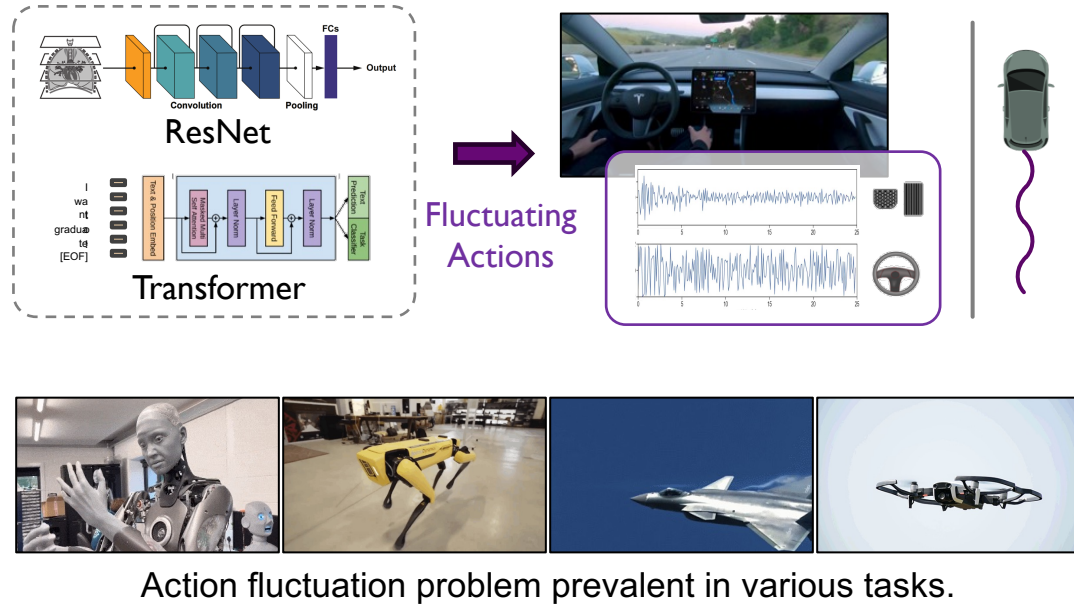 FCs
Output
Convolution
Pooling
ResNet
I
wa
nt
t
gradua
o
te
!
[EOF]
Text & Position Embed
Masked Multi
Self Attention
Layer Norm
Feed Forward
Layer Norm
Text
Prediction
Task
Classifier
Transformer
Fluctuating
Actions
0 5 10 15 20 25
0 5 10 15 20 25
Action fluctuation problem prevalent in various tasks.